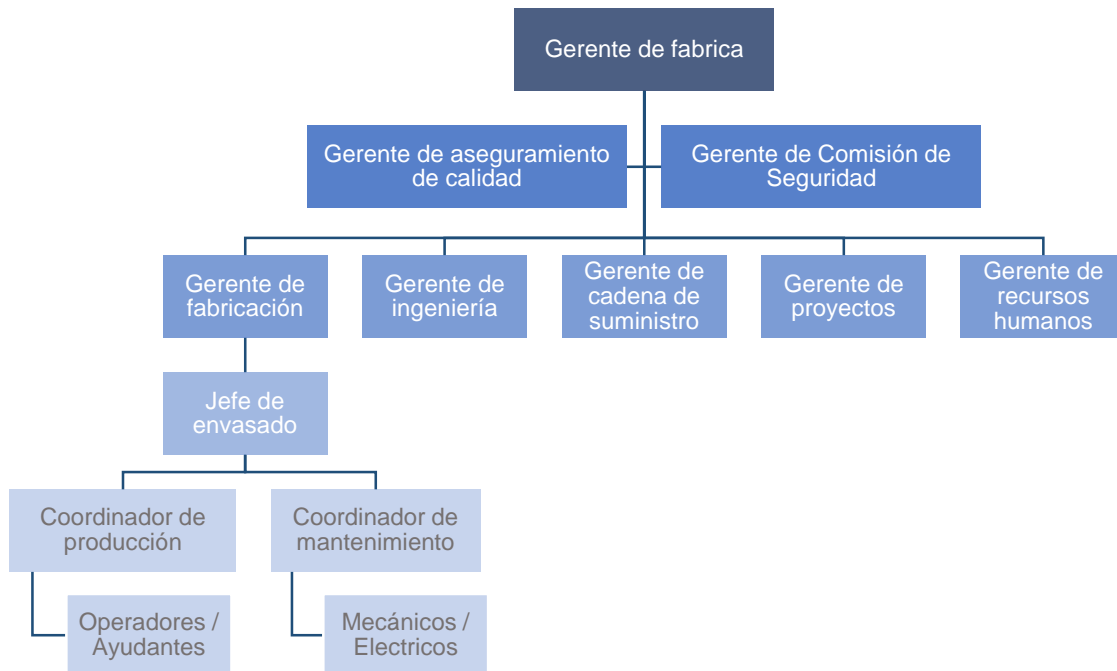 Gerente de fabrica
Gerente de aseguramiento
de calidad
Gerente de Comisión de
Seguridad
Gerente de
fabricación
Gerente de
ingeniería
Gerente de
cadena de
suministro
Gerente de
proyectos
Gerente de
recursos
humanos
Jefe de
envasado
Coordinador de
producción
Coordinador de
mantenimiento
Operadores /
Ayudantes
Mecánicos /
Electricos